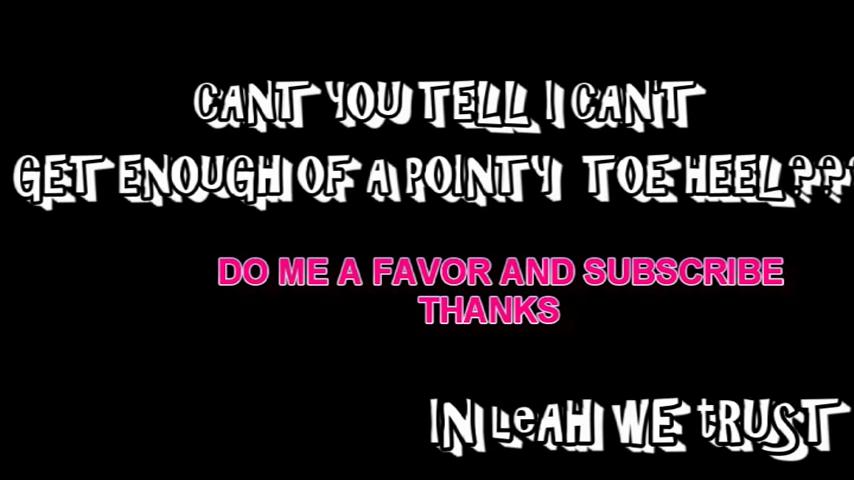 CANT YOU TELL I CAN'T
GET ENOUGH OF A POINTY TOE HEEL???
DO ME A FAVOR AND SUBSCRIBE
THANKS
IN LeAH WE tRUST